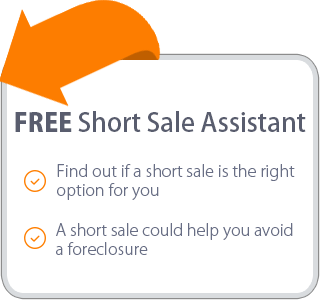 FREE Short Sale Assistant
Find out if a short sale is the right
option for you
A short sale could help you avoid
a foreclosure